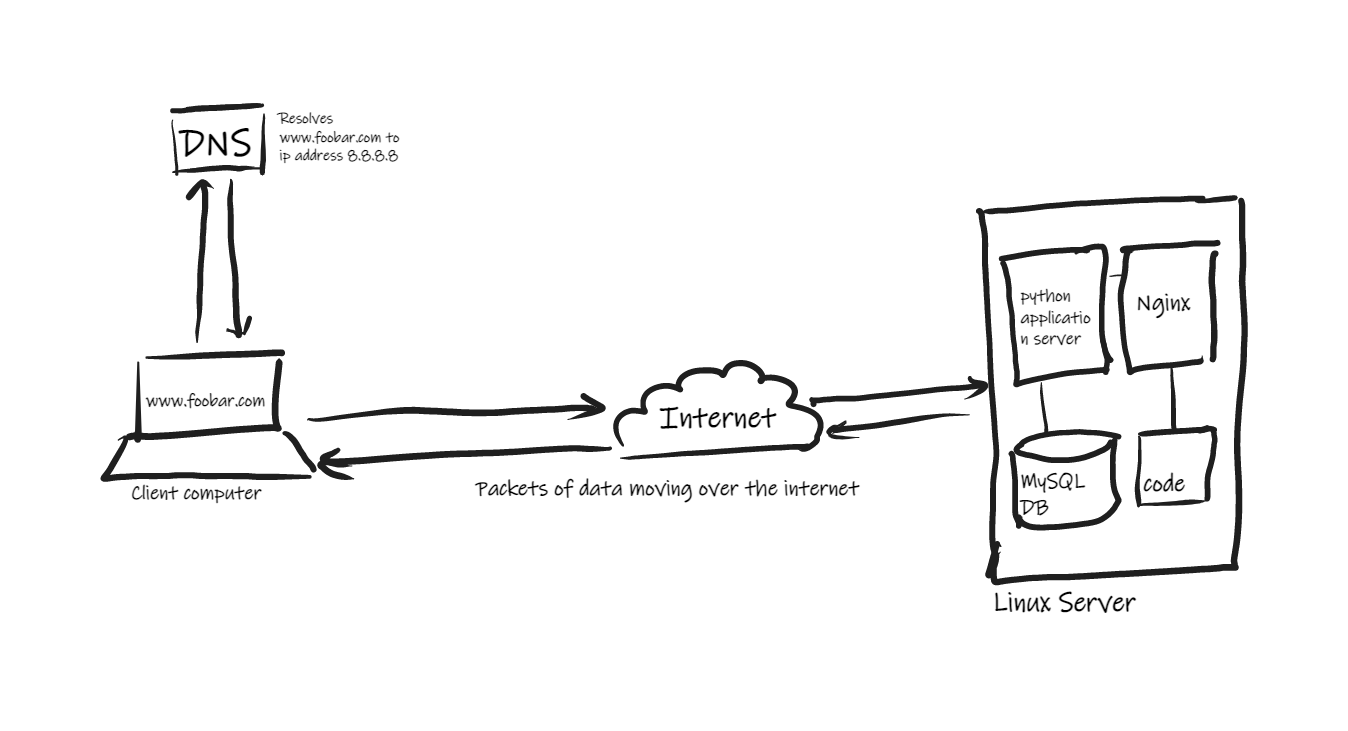 DNS
Resolves
www.foobar.com to
ip address 8.8.8.8
www.foobar.com
Client computer
Internet
Packets of data moving over the internet
python
applicatio
n server
Nginx
MySQL
DB
code
Linux Server